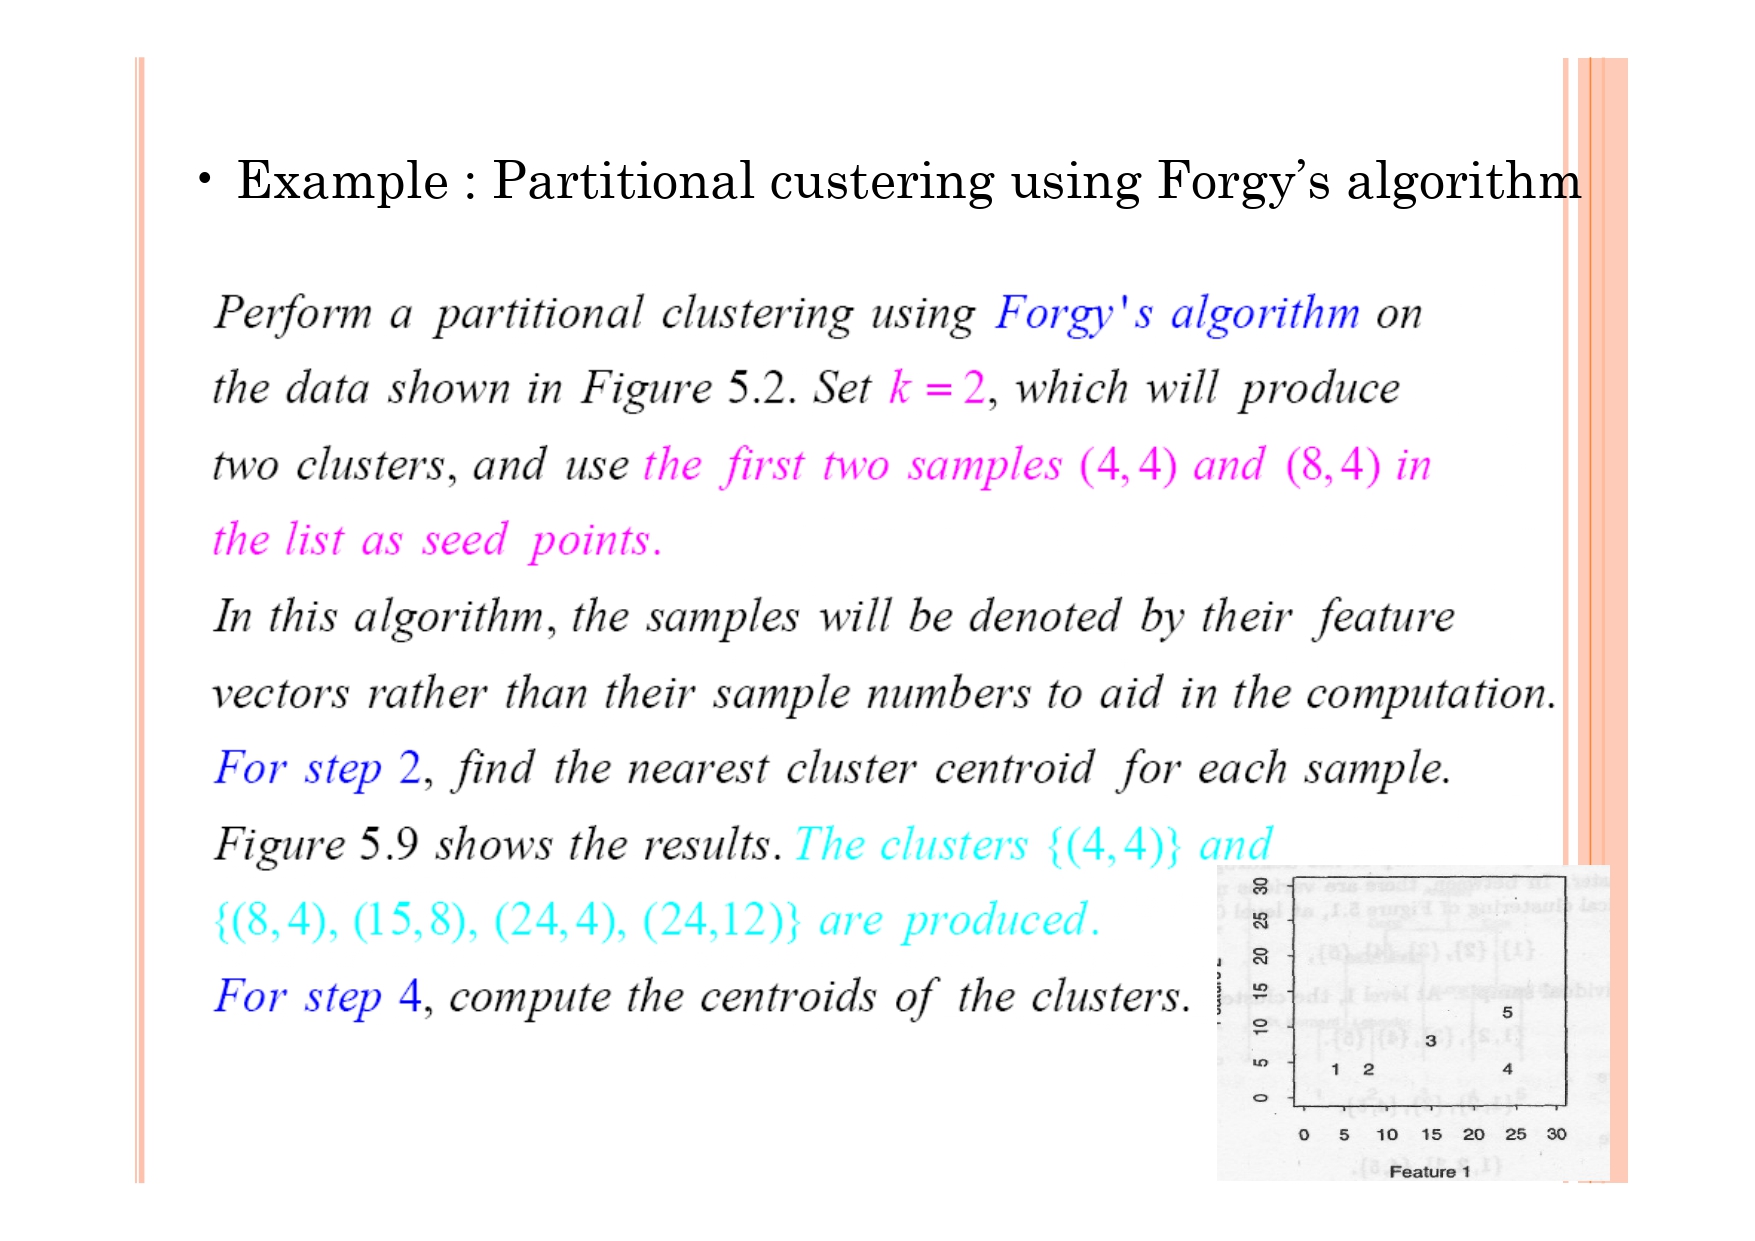 • Example : Partitional custering using Forgy’s algorithm
Perform a partitional clustering using Forgy's algorithm on
the data shown in Figure 5.2. Set k = 2, which will produce
two clusters, and use the first two samples (4,4) and (8,4) in
the list as seed points.
In this algorithm, the samples will be denoted by their feature
vectors rather than their sample numbers to aid in the computation.
For step 2, find the nearest cluster centroid for each sample.
Figure 5.9 shows the results. The clusters {(4,4)} and
{(8,4), (15,8), (24,4), (24,12)} are produced.
For step 4, compute the centroids of the clusters.
30
25
20
15
10
5
0
5
3
1 2 4
0 5 10 15 20 25 30
Feature 1